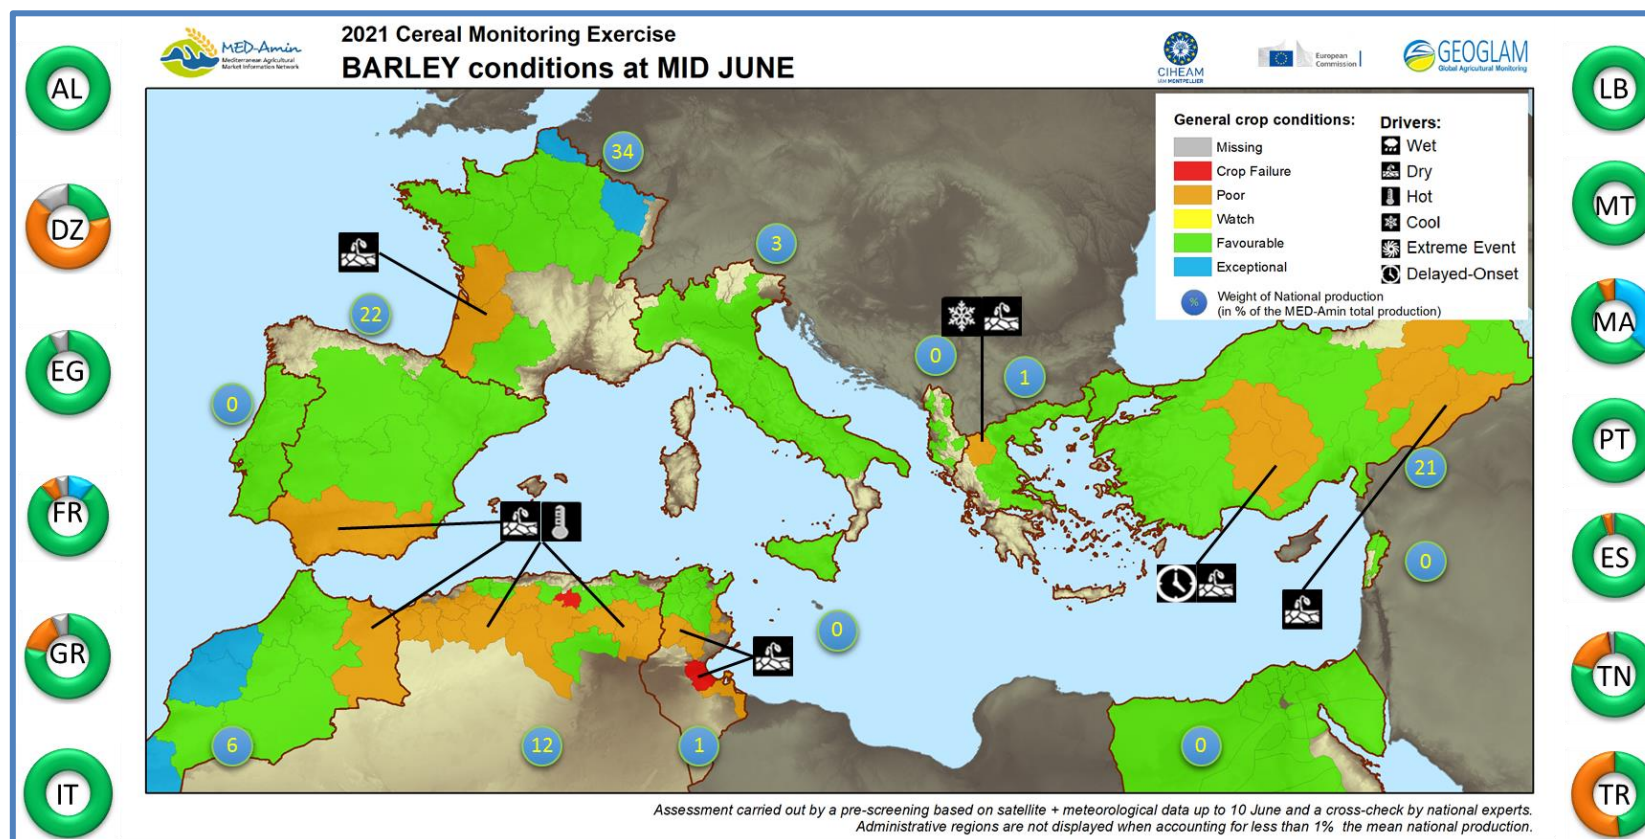 MED-Amin
Mediterranean Agricultural
Market Information Network
2021 Cereal Monitoring Exercise
BARLEY conditions at MID JUNE
CIHEAM
IAM MONTPELLIER
European
Commission
GEOGLAM
Global Agricultural Monitoring
AL
DZ
EG
FR
GR
IT
LB
MT
MA
PT
ES
TN
TR
General crop conditions:
Missing
Crop Failure
Poor
Watch
Favourable
Exceptional
Drivers:
Wet
Dry
Hot
Cool
Extreme Event
Delayed-Onset
%
Weight of National production
(in % of the MED-Amin total production)
34
3
22
0
0
1
21
0
0
6
12
1
0
Assessment carried out by a pre-screening based on satellite + meteorological data up to 10 June and a cross-check by national experts.
Administrative regions are not displayed when accounting for less than 1% the mean national production.